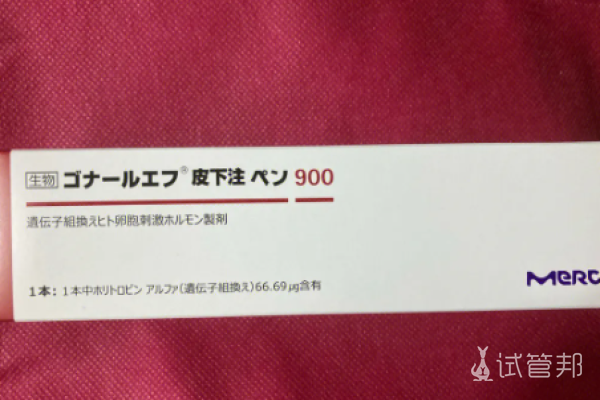 生物 ゴナールエフ® 皮下注 ペン 900
遺伝子組換えヒト卵胞刺激ホルモン製剤
1本: 1本中ホリトロピン アルファ(遺伝子組換え)66.69μg含有
Merc
试管邦